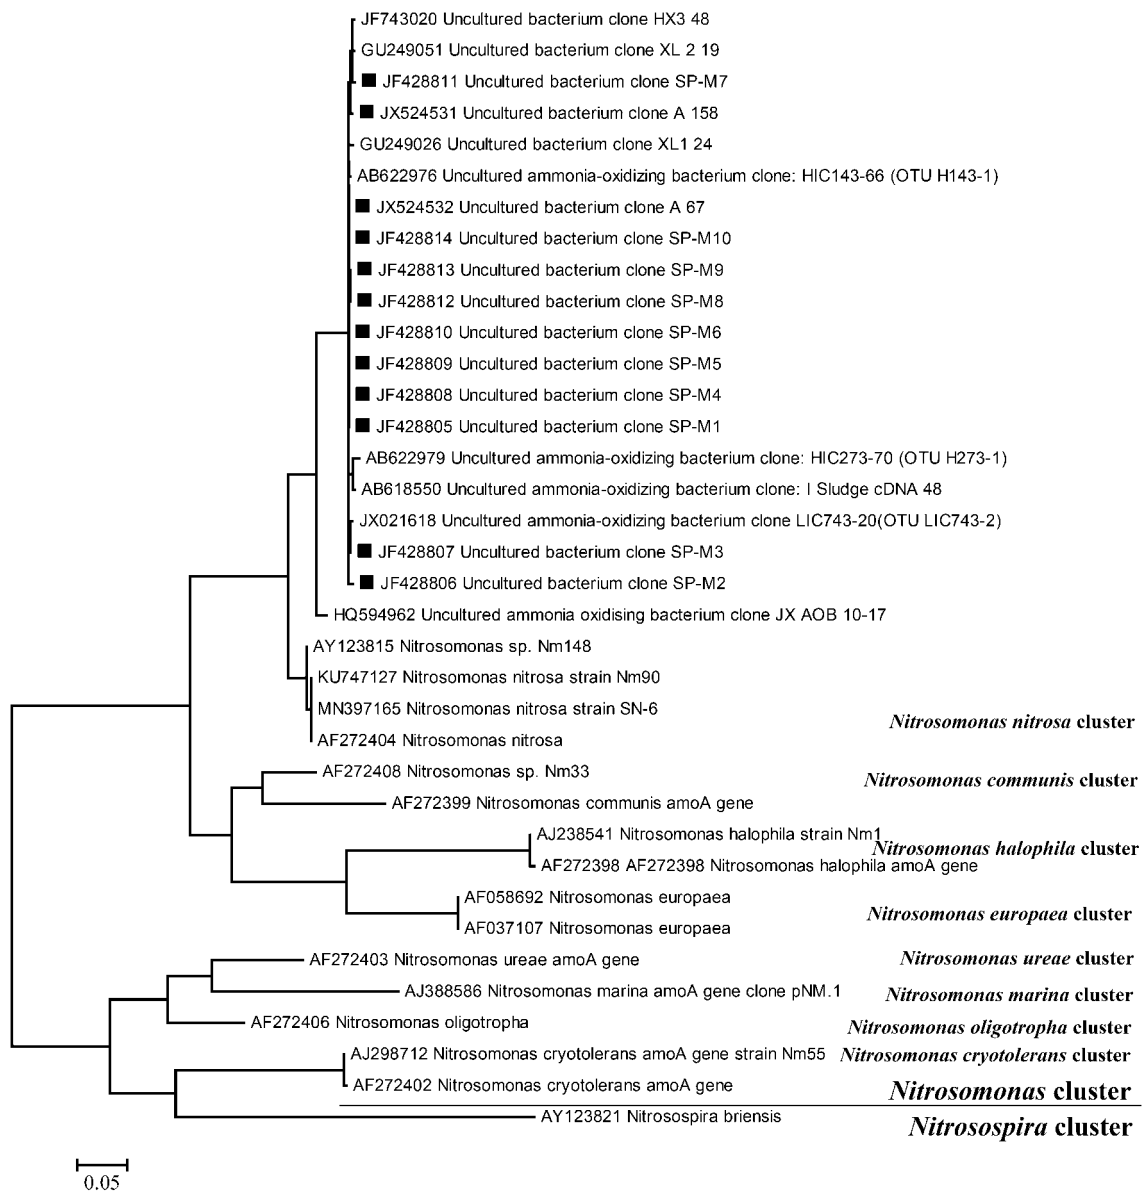 JF743020 Uncultured bacterium clone HX3 48
GU249051 Uncultured bacterium clone XL 2 19
JF428811 Uncultured bacterium clone SP-M7
JX524531 Uncultured bacterium clone A 158
GU249026 Uncultured bacterium clone XL1 24
AB622976 Uncultured ammonia-oxidizing bacterium clone: HIC143-66 (OTU H143-1)
JX524532 Uncultured bacterium clone A 67
JF428814 Uncultured bacterium clone SP-M10
JF428813 Uncultured bacterium clone SP-M9
JF428812 Uncultured bacterium clone SP-M8
JF428810 Uncultured bacterium clone SP-M6
JF428809 Uncultured bacterium clone SP-M5
JF428808 Uncultured bacterium clone SP-M4
JF428805 Uncultured bacterium clone SP-M1
AB622979 Uncultured ammonia-oxidizing bacterium clone: HIC273-70 (OTU H273-1)
AB618550 Uncultured ammonia-oxidizing bacterium clone: I Sludge cDNA 48
JX021618 Uncultured ammonia-oxidizing bacterium clone LIC743-20(OTU LIC743-2)
JF428807 Uncultured bacterium clone SP-M3
JF428806 Uncultured bacterium clone SP-M2
HQ594962 Uncultured ammonia oxidising bacterium clone JX AOB 10-17
AY123815 Nitrosomonas sp. Nm148
KU747127 Nitrosomonas nitrosa strain Nm90
MN397165 Nitrosomonas nitrosa strain SN-6
Nitrosomonas nitrosa cluster
AF272404 Nitrosomonas nitrosa
AF272408 Nitrosomonas sp. Nm33
Nitrosomonas communis cluster
AF272399 Nitrosomonas communis amoA gene
AJ238541 Nitrosomonas halophila strain Nm1
Nitrosomonas halophila cluster
AF272398 AF272398 Nitrosomonas halophila amoA gene
AF058692 Nitrosomonas europaea
Nitrosomonas europaea cluster
AF037107 Nitrosomonas europaea
AF272403 Nitrosomonas ureae amoA gene
Nitrosomonas ureae cluster
AJ388586 Nitrosomonas marina amoA gene clone pNM.1
Nitrosomonas marina cluster
AF272406 Nitrosomonas oligotropha
Nitrosomonas oligotropha cluster
AJ298712 Nitrosomonas cryotolerans amoA gene strain Nm55
Nitrosomonas cryotolerans cluster
AF272402 Nitrosomonas cryotolerans amoA gene
Nitrosomonas cluster
AY123821 Nitrosospira briensis
Nitrosospira cluster
0.05